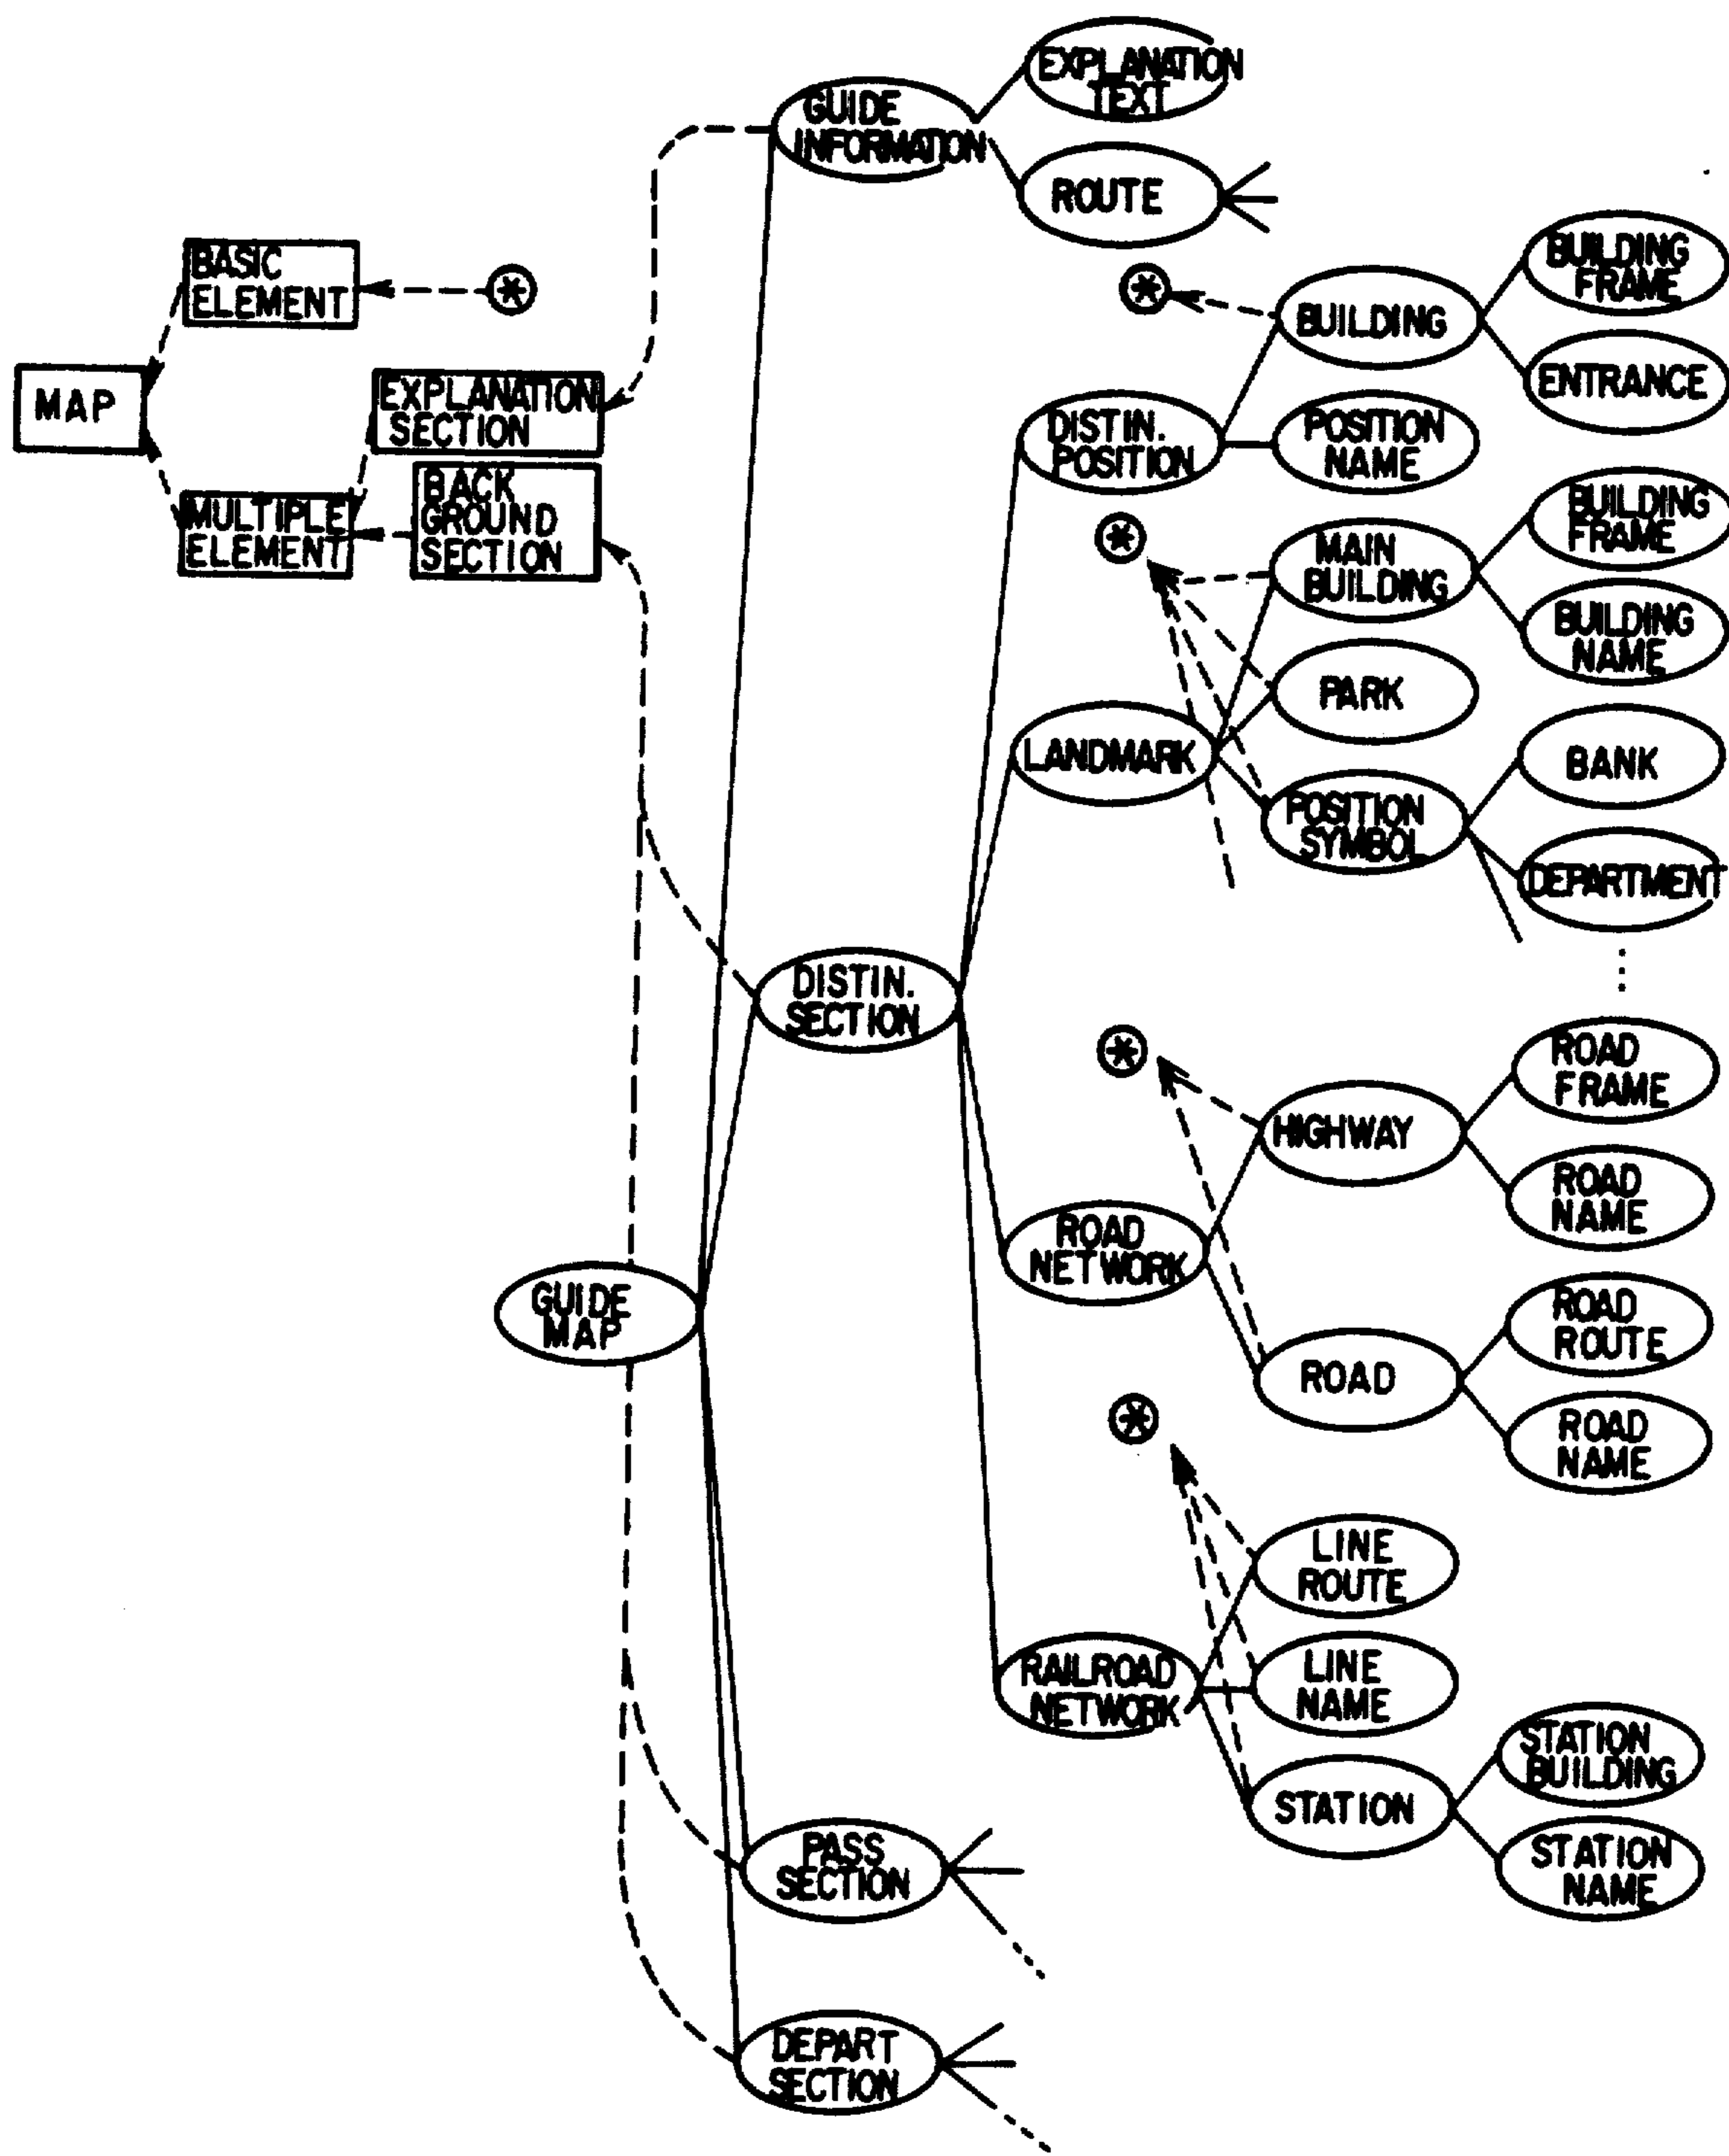 EXPLANATION
TEXT
GUIDE
INFORMATION
ROUTE
BASIC
ELEMENT
*
MAP
EXPLANATION
SECTION
MULTIPLE
ELEMENT
BACK
GROUND
SECTION
*
BUILDING
BUILDING
FRAME
ENTRANCE
DISTIN.
POSITION
POSITION
NAME
*
MAIN
BUILDING
BUILDING
FRAME
BUILDING
NAME
LANDMARK
PARK
POSITION
SYMBOL
BANK
DEPARTMENT
DISTIN.
SECTION
*
HIGHWAY
ROAD
FRAME
ROAD
NAME
ROAD
NETWORK
GUIDE
MAP
ROAD
ROAD
ROUTE
ROAD
NAME
*
LINE
ROUTE
RAILROAD
NETWORK
LINE
NAME
STATION
STATION
BUILDING
STATION
NAME
PASS
SECTION
DEPART
SECTION